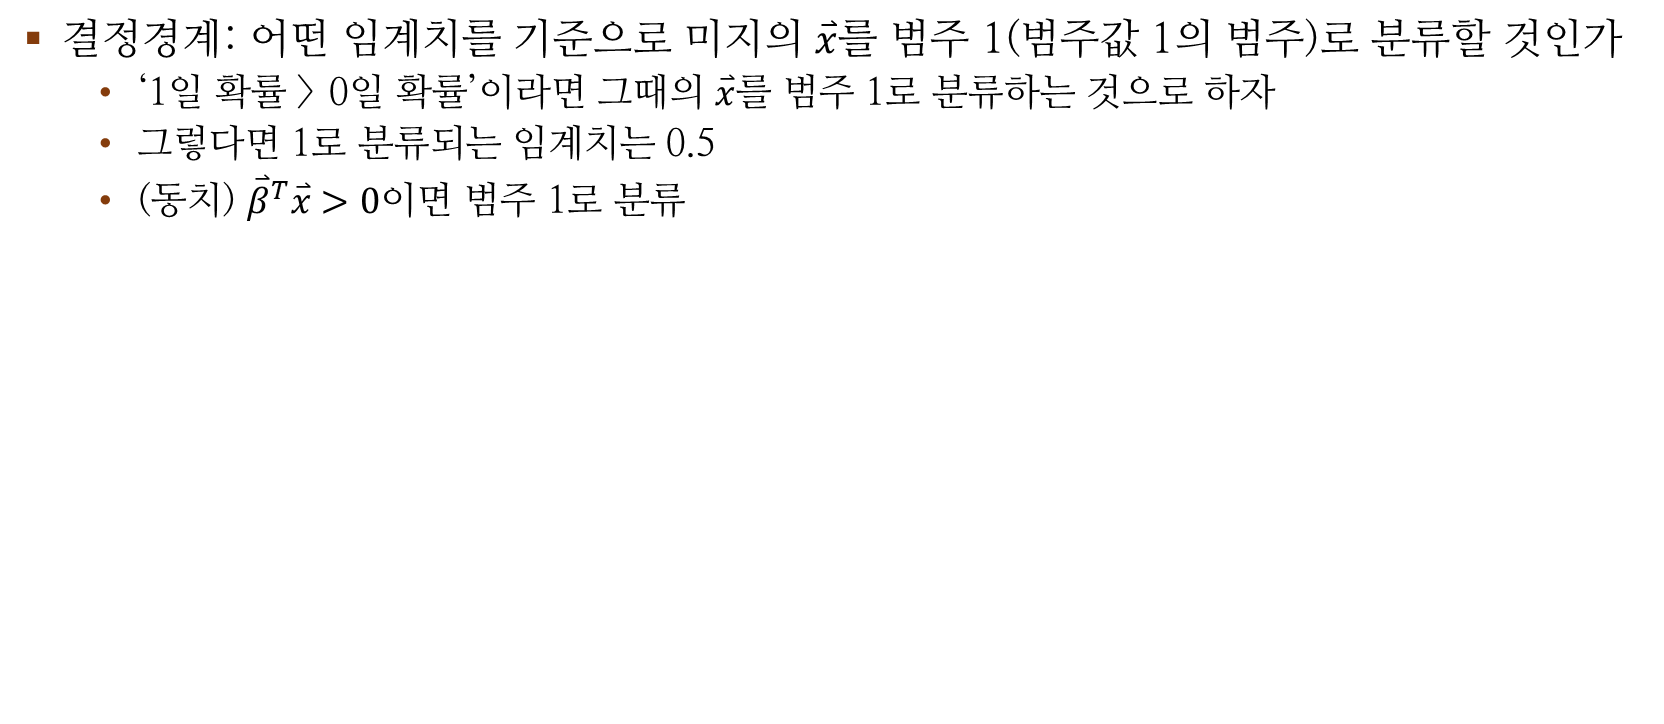 ▪ 결정경계: 어떤 임계치를 기준으로 미지의 x⃗를 범주 1(범주값 1의 범주)로 분류할 것인가
• ‘1일 확률 > 0일 확률’이라면 그때의 x⃗를 범주 1로 분류하는 것으로 하자
• 그렇다면 1로 분류되는 임계치는 0.5
• (동치) β⃗ᵀx⃗ > 0이면 범주 1로 분류